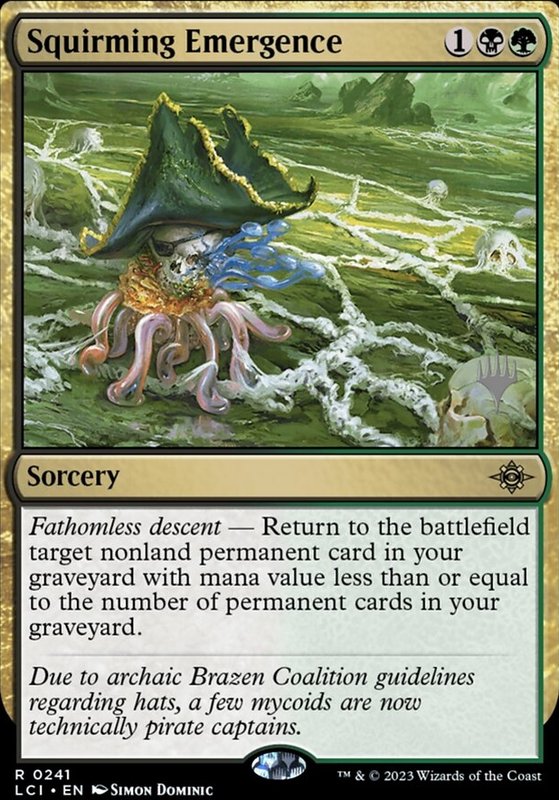 Squirming Emergence 1
Sorcery
Fathomless descent — Return to the battlefield
target nonland permanent card in your
graveyard with mana value less than or equal
to the number of permanent cards in your
graveyard.
Due to archaic Brazen Coalition guidelines
regarding hats, a few mycoids are now
technically pirate captains.
R 0241
LCI • EN Simon Dominic
™ & © 2023 Wizards of the Coast